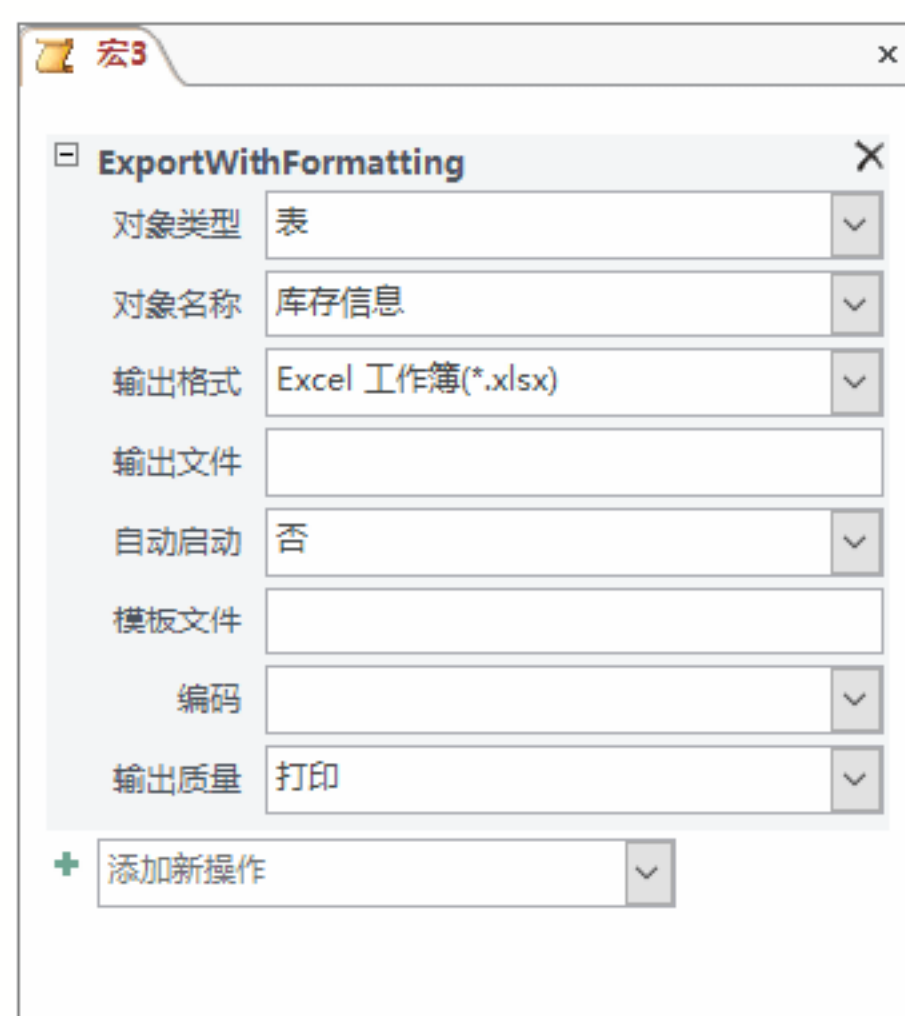 宏3
ExportWithFormatting
对象类型 表
对象名称 库存信息
输出格式 Excel 工作簿(*.xlsx)
输出文件
自动启动 否
模板文件
编码
输出质量 打印
添加新操作